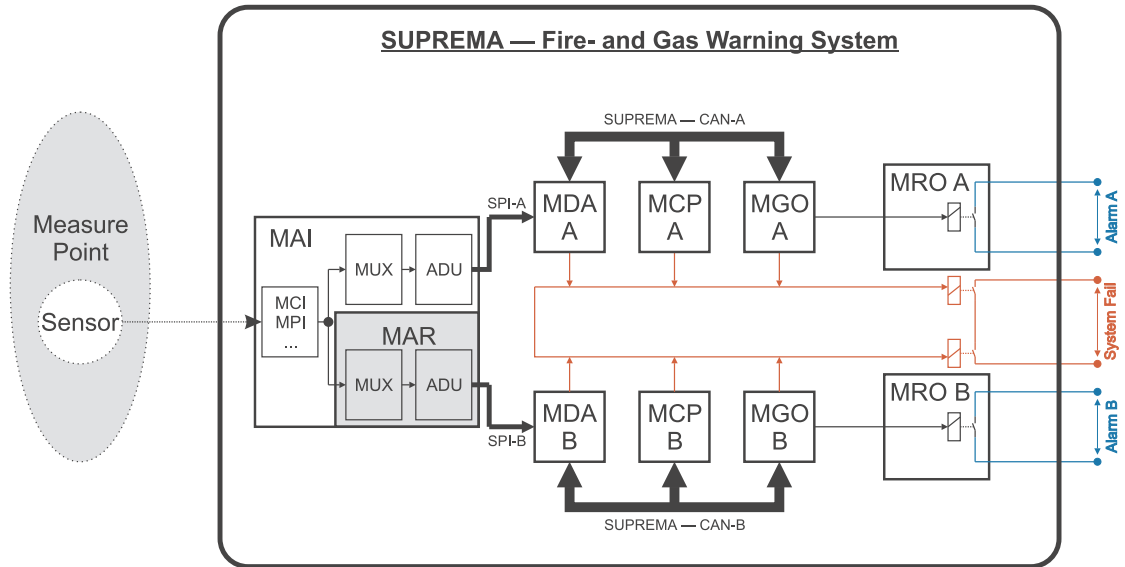 SUPREMA — Fire- and Gas Warning System
SUPREMA — CAN-A
Measure
Point
Sensor
MAI
MCI
MPI
...
MUX
ADU
MAR
MUX
ADU
SPI-A
SPI-B
MDA
A
MCP
A
MGO
A
MRO A
Alarm A
System Fail
MDA
B
MCP
B
MGO
B
MRO B
Alarm B
SUPREMA — CAN-B